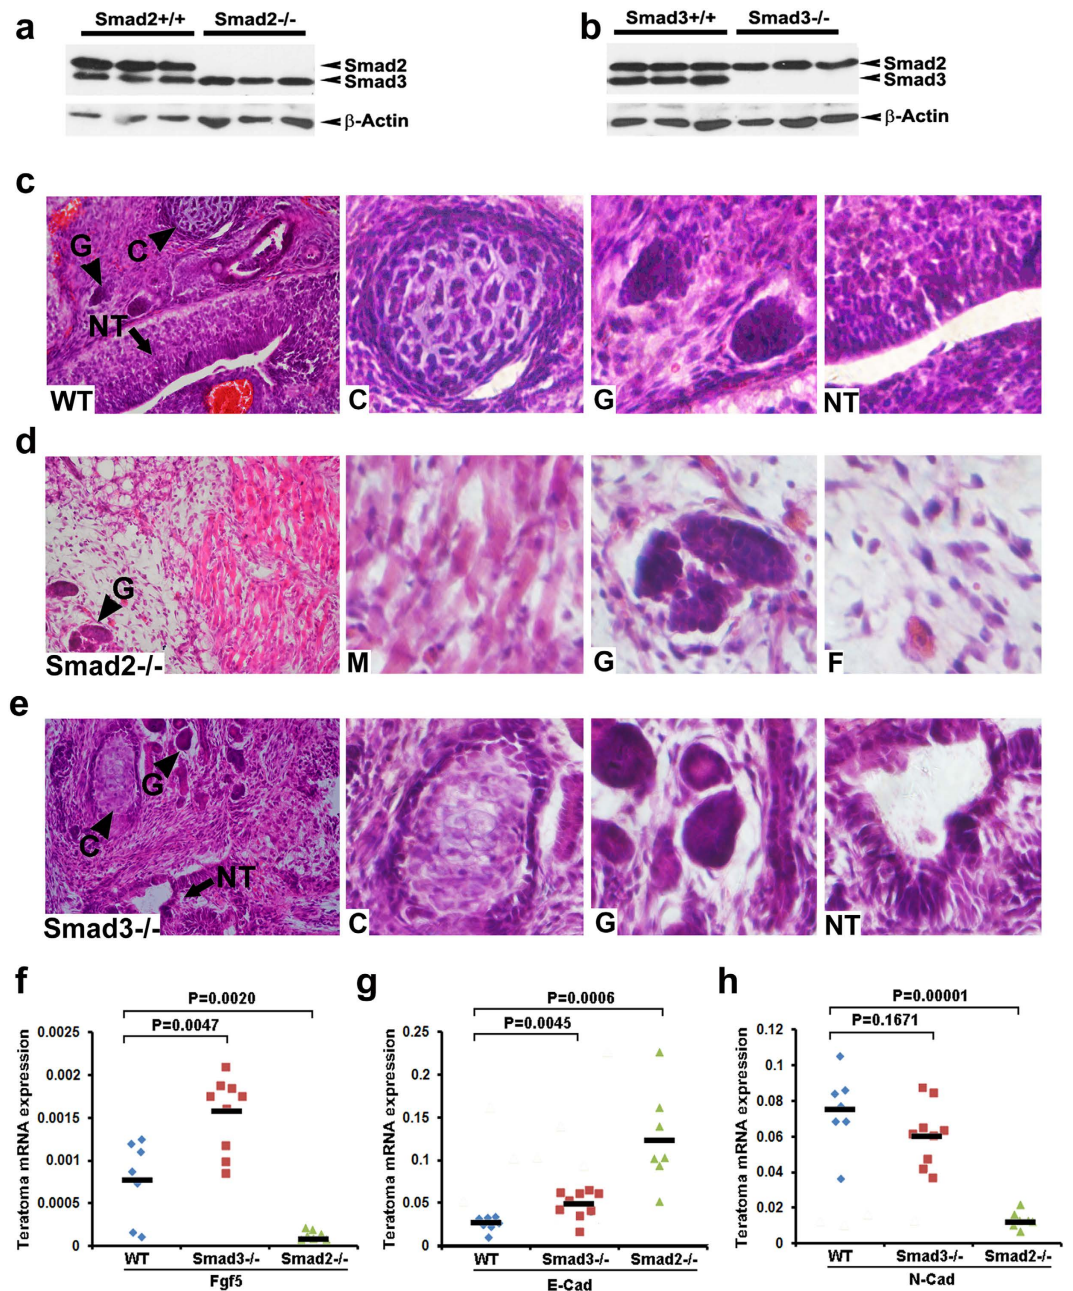 a
Smad2+/+ Smad2-/-
Smad2
Smad3
β-Actin
b
Smad3+/+ Smad3-/-
Smad2
Smad3
β-Actin
c
G
C
NT
WT
C
G
NT
d
G
Smad2-/-
M
G
F
e
G
C
NT
Smad3-/-
C
G
NT
f
P=0.0020
P=0.0047
Teratoma mRNA expression
0.0025
0.002
0.0015
0.001
0.0005
0
WT Smad3-/- Smad2-/-
Fgf5
g
P=0.0006
P=0.0045
Teratoma mRNA expression
0.25
0.20
0.15
0.10
0.05
0
WT Smad3-/- Smad2-/-
E-Cad
h
P=0.00001
P=0.1671
Teratoma mRNA expression
0.12
0.1
0.08
0.06
0.04
0.02
0
WT Smad3-/- Smad2-/-
N-Cad